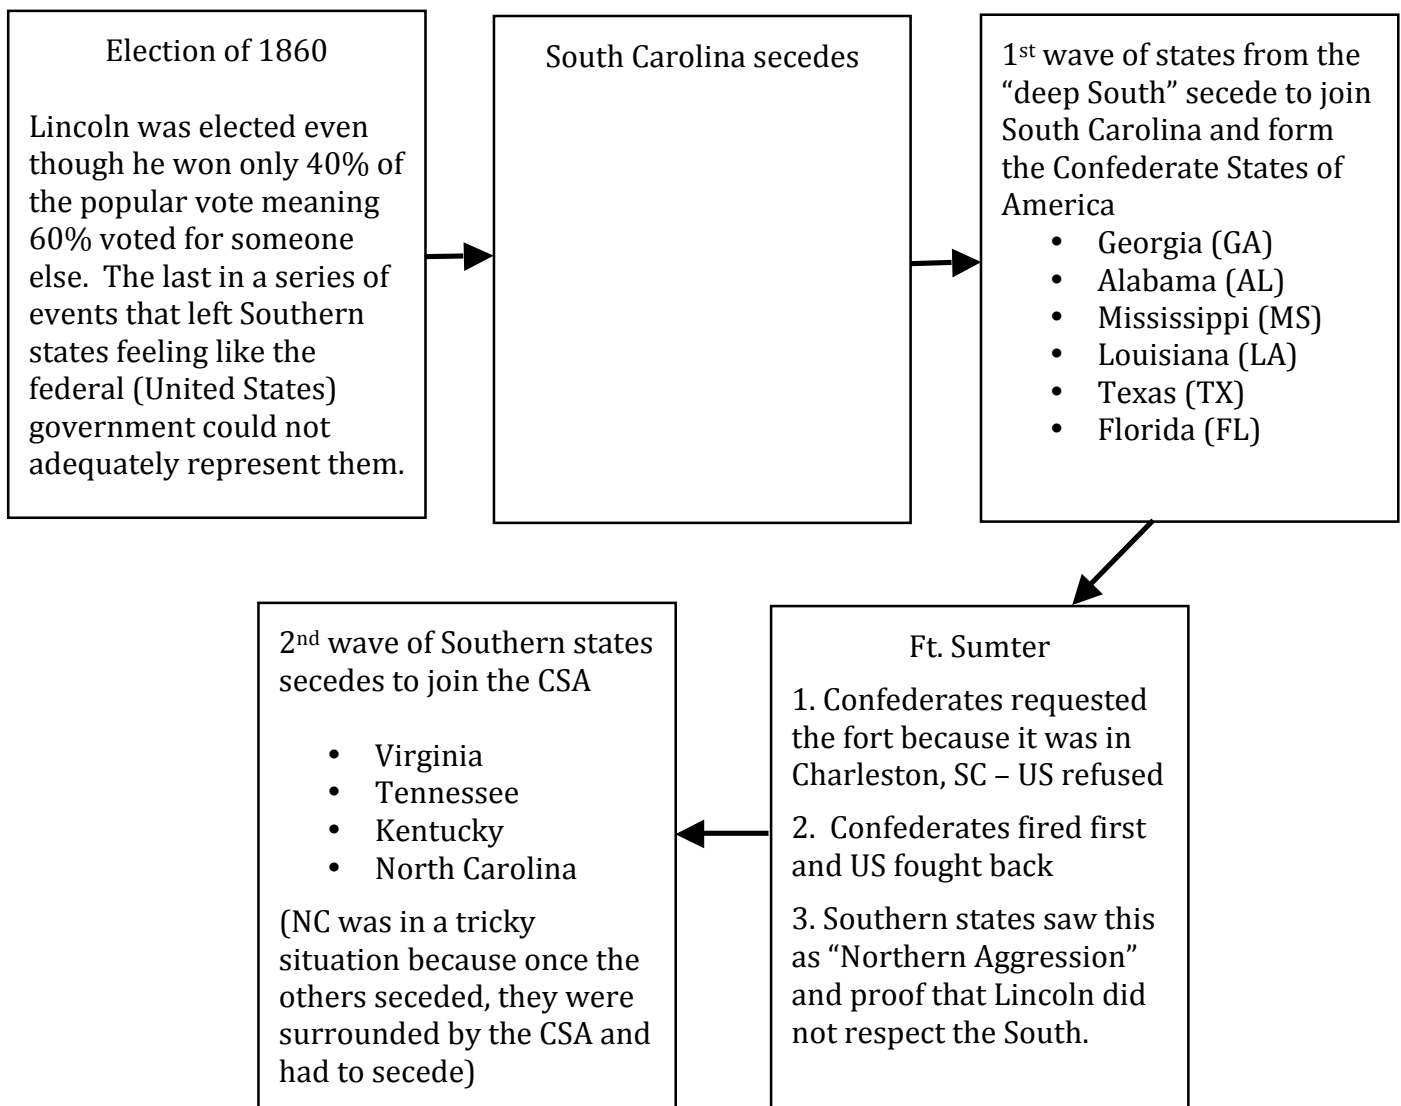 Election of 1860
Lincoln was elected even
though he won only 40% of
the popular vote meaning
60% voted for someone
else.  The last in a series of
events that left Southern
states feeling like the
federal (United States)
government could not
adequately represent them.
South Carolina secedes
1st wave of states from the
“deep South” secede to join
South Carolina and form
the Confederate States of
America
• Georgia (GA)
• Alabama (AL)
• Mississippi (MS)
• Louisiana (LA)
• Texas (TX)
• Florida (FL)
Ft. Sumter
1. Confederates requested
the fort because it was in
Charleston, SC – US refused
2.  Confederates fired first
and US fought back
3. Southern states saw this
as “Northern Aggression”
and proof that Lincoln did
not respect the South.
2nd wave of Southern states
secedes to join the CSA
• Virginia
• Tennessee
• Kentucky
• North Carolina
(NC was in a tricky
situation because once the
others seceded, they were
surrounded by the CSA and
had to secede)